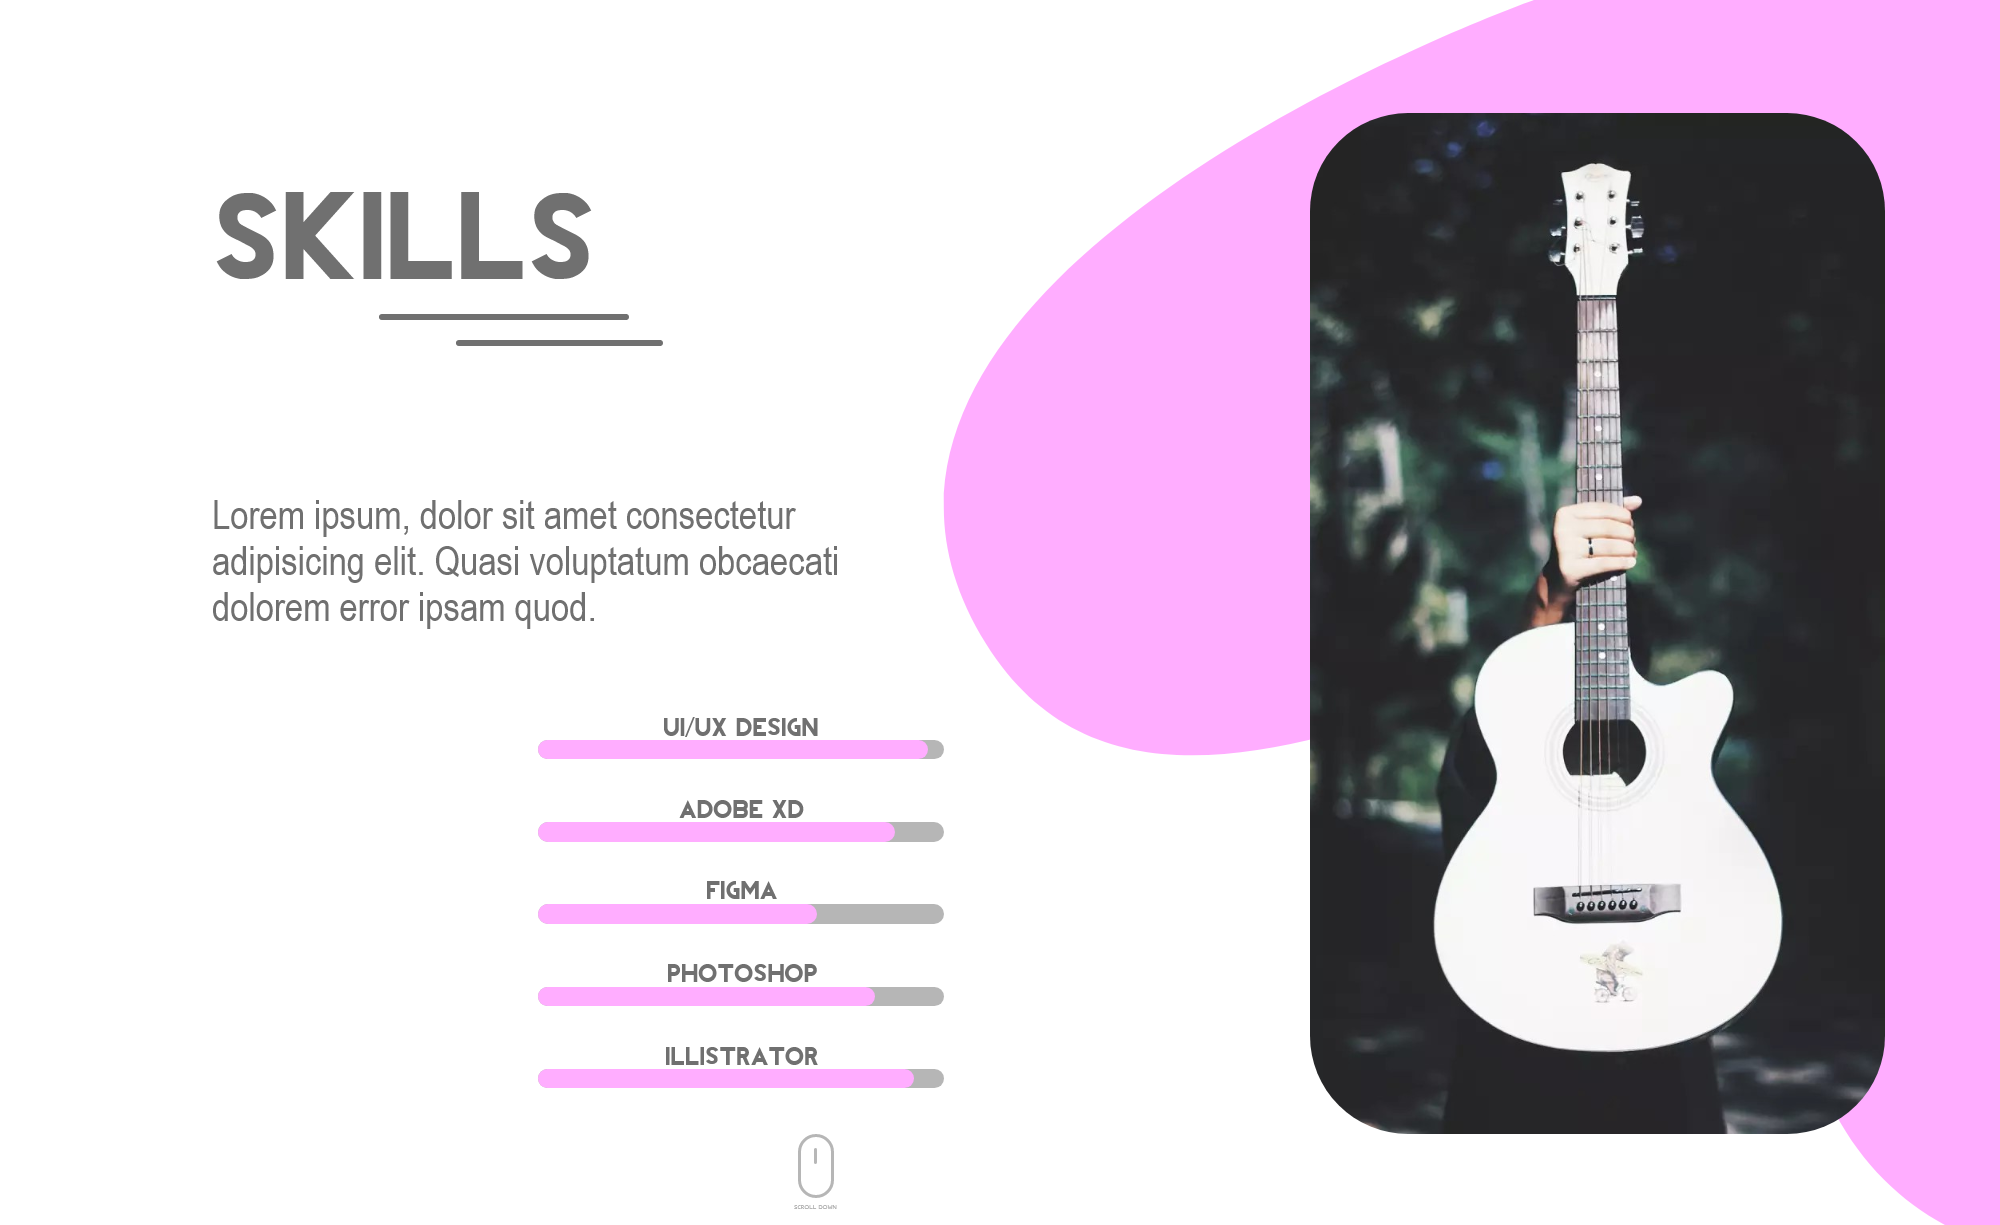 SKILLS
Lorem ipsum, dolor sit amet consectetur
adipisicing elit. Quasi voluptatum obcaecati
dolorem error ipsam quod.
UI/UX DESIGN
ADOBE XD
FIGMA
PHOTOSHOP
ILLISTRATOR
SCROLL DOWN